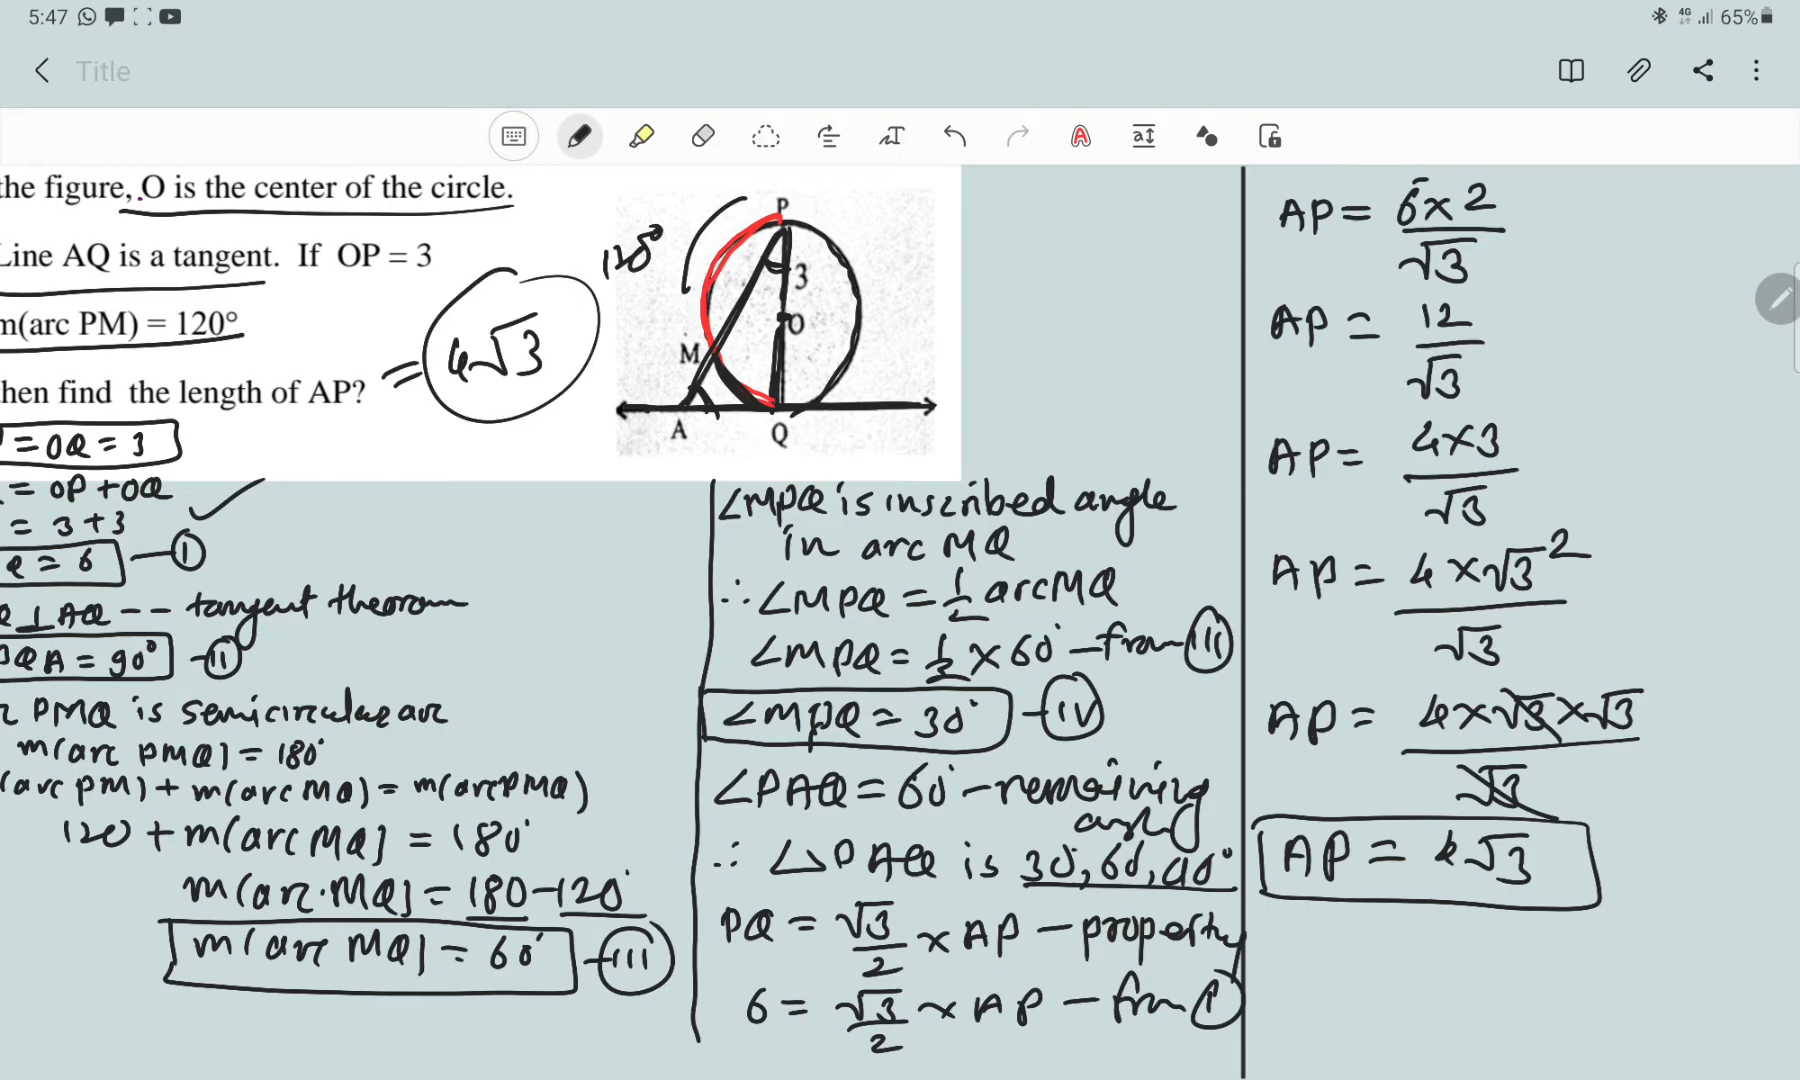 5:47
4G 65%
Title
the figure, O is the center of the circle.
Line AQ is a tangent. If OP = 3
m(arc PM) = 120°
then find the length of AP?
= 4√3
120°
P
3
O
M
A
Q
= OQ = 3
= OP + OQ
= 3 + 3
Q = 6 — I
Q ⊥ AQ -- tangent theorom
PQA = 90° — II
PMQ is semicircular arc
m(arc PMQ) = 180°
(arc PM) + m(arc MQ) = m(arc PMQ)
120 + m(arc MQ) = 180°
m(arc MQ) = 180 - 120°
m(arc MQ) = 60° — III
∠MPQ is inscribed angle
in arc MQ
∴ ∠MPQ = 1/2 arc MQ
∠MPQ = 1/2 × 60° — from III
∠MPQ = 30° — IV
∠PAQ = 60° — remaining
angle
∴ △PAQ is 30°, 60°, 90°
PQ = √3/2 × AP — property
6 = √3/2 × AP — from I
AP = 6×2/√3
AP = 12/√3
AP = 4×3/√3
AP = 4×√3²/√3
AP = 4×√3×√3/√3
AP = 4√3